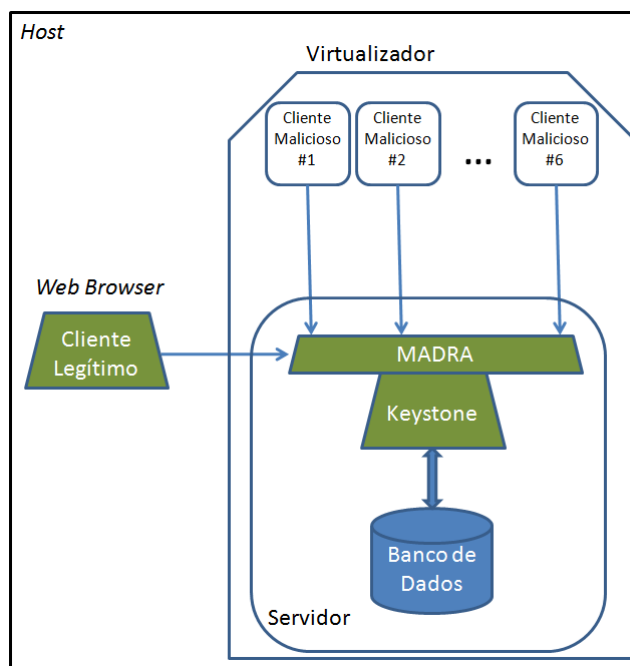 Host
Virtualizador
Cliente
Malicioso
#1
Cliente
Malicioso
#2
...
Cliente
Malicioso
#6
Web Browser
Cliente
Legítimo
MADRA
Keystone
Banco de
Dados
Servidor